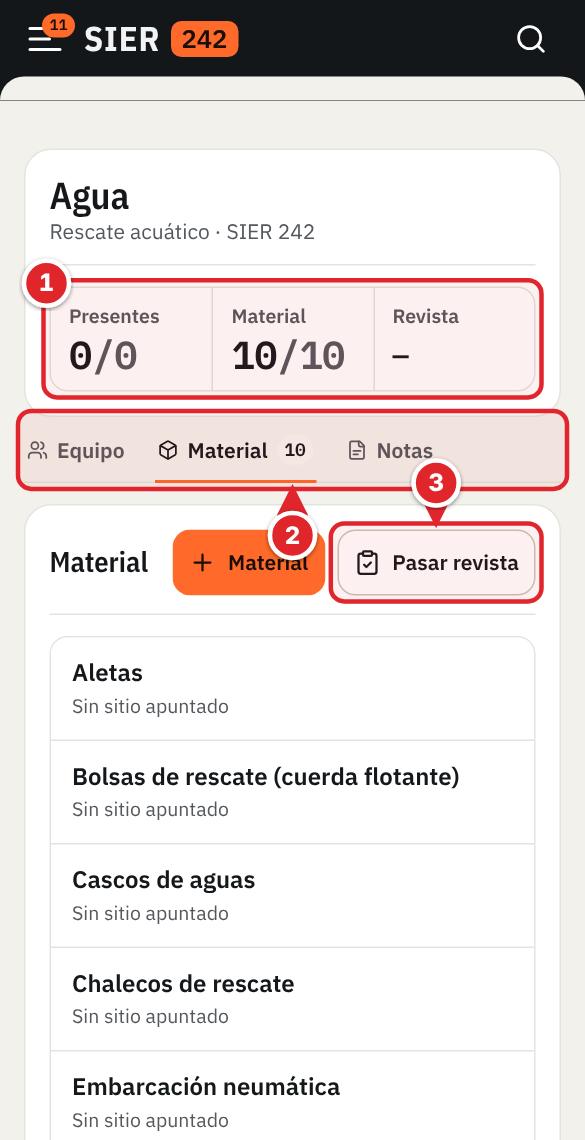 11
SIER 242
Agua
Rescate acuático · SIER 242
1
Presentes Material Revista
0/0 10/10 –
Equipo Material 10 Notas
3
2
Material + Material Pasar revista
Aletas
Sin sitio apuntado
Bolsas de rescate (cuerda flotante)
Sin sitio apuntado
Cascos de aguas
Sin sitio apuntado
Chalecos de rescate
Sin sitio apuntado
Embarcación neumática
Sin sitio apuntado